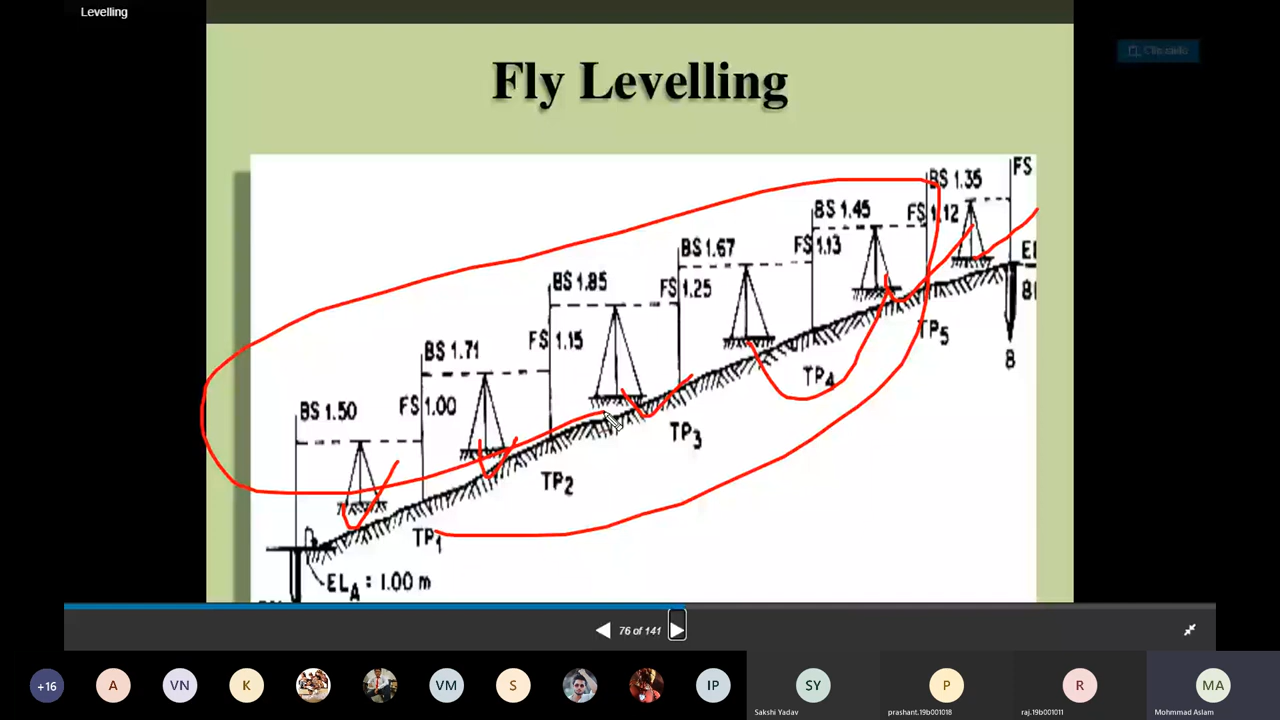 Levelling
Clip slide
Fly Levelling
FS
BS 1.35
BS 1.45
FS 1.12
BS 1.67
FS 1.13
EL
BS 1.85
FS 1.25
TP5
FS 1.15
BS 1.71
B
TP4
BS 1.50
FS 1.00
TP3
TP2
TP1
ELA : 1.00 m
76 of 141
+16
A
VN
K
VM
S
IP
SY
P
R
MA
Sakshi Yadav
prashant.19b001018
raj.19b001011
Mohmmad Aslam